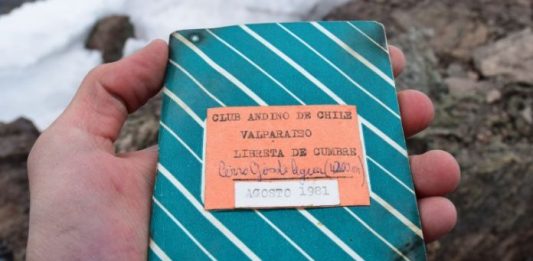 CLUB ANDINO DE CHILE
VALPARAISO
LIBRETA DE CUMBRE
Cerro
AGOSTO 1981